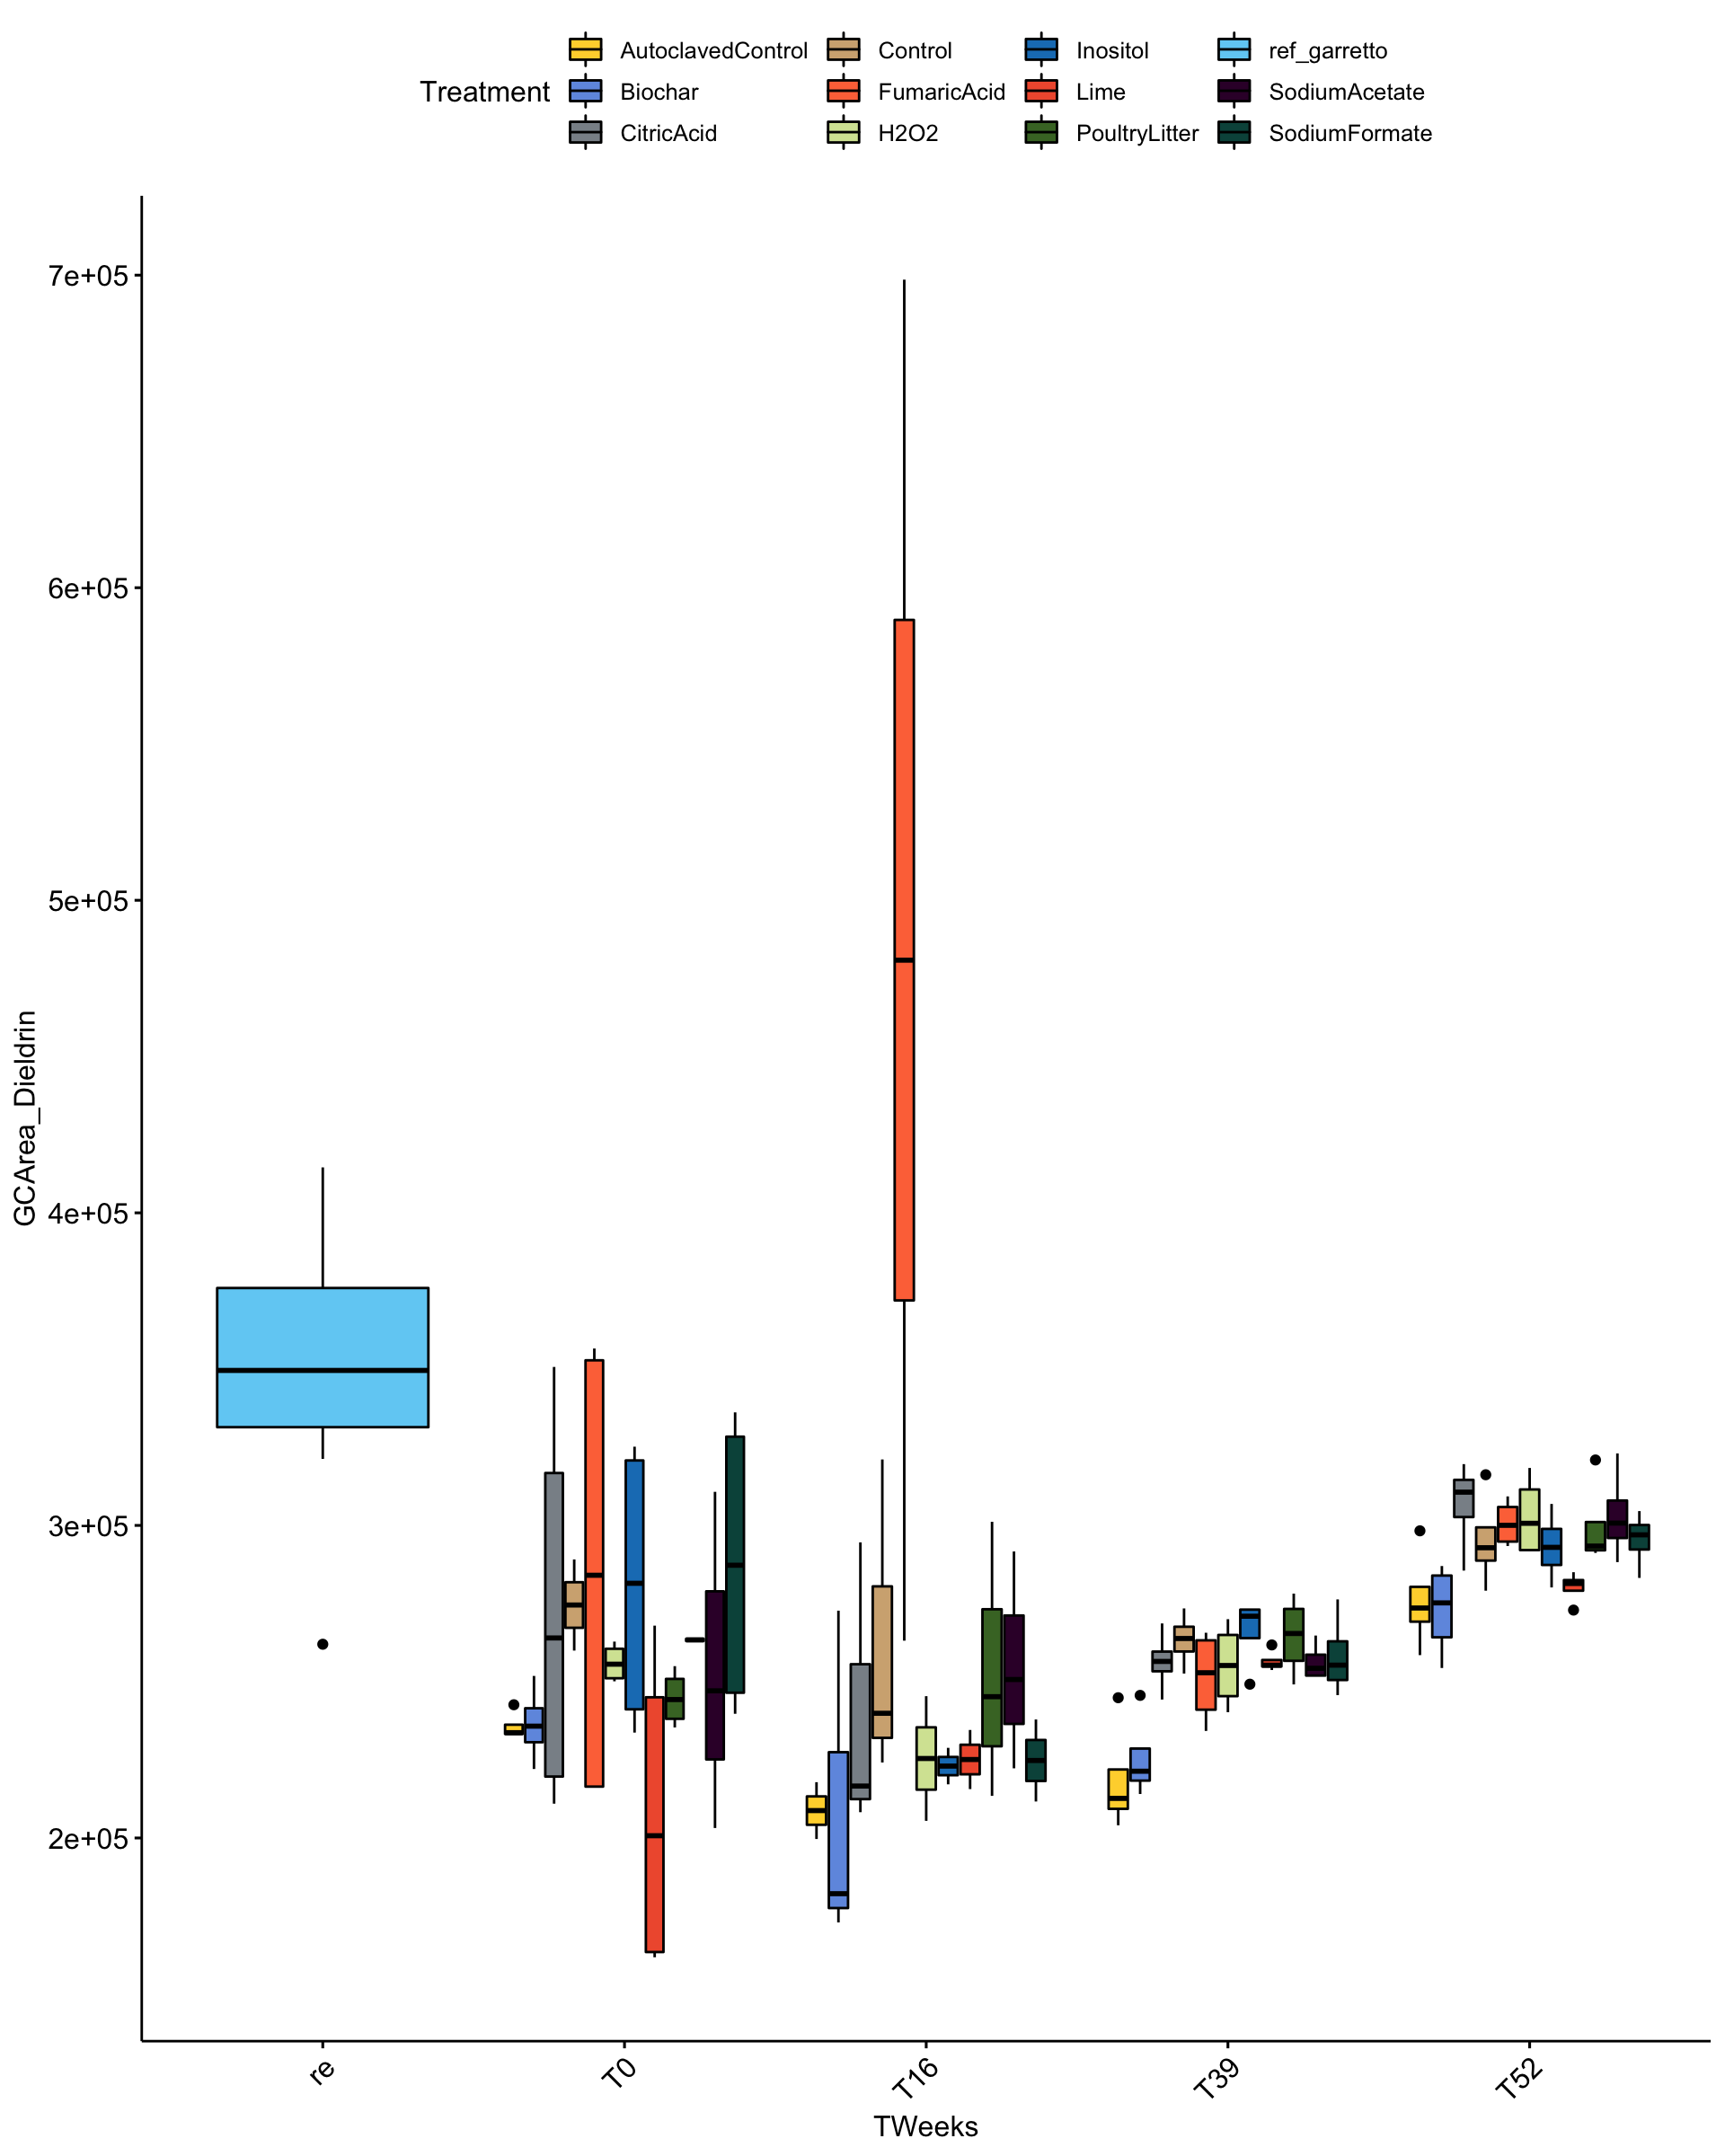 Treatment
AutoclavedControl
Biochar
CitricAcid
Control
FumaricAcid
H2O2
Inositol
Lime
PoultryLitter
ref_garretto
SodiumAcetate
SodiumFormate
GCArea_Dieldrin
7e+05
6e+05
5e+05
4e+05
3e+05
2e+05
re
T0
T16
T39
T52
TWeeks